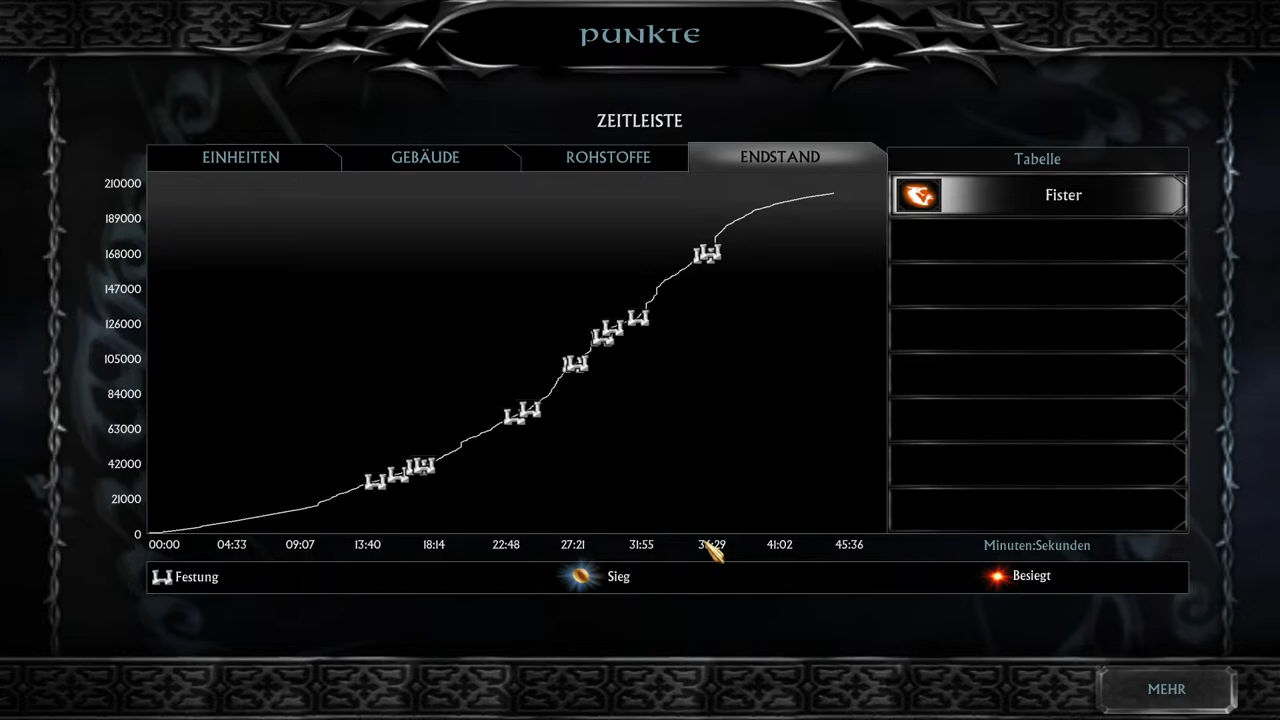 PUNKTE
ZEITLEISTE
EINHEITEN GEBÄUDE ROHSTOFFE ENDSTAND Tabelle
Fister
210000
189000
168000
147000
126000
105000
84000
63000
42000
21000
0
00:00 04:33 09:07 13:40 18:14 22:48 27:21 31:55 41:02 45:36 Minuten:Sekunden
Festung Sieg Besiegt
MEHR